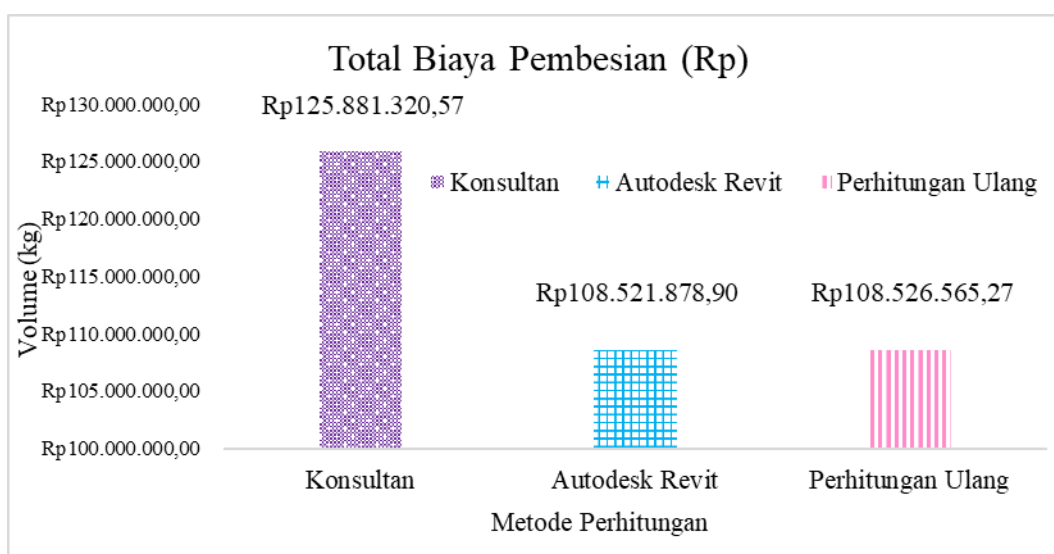 Total Biaya Pembesian (Rp)
Rp130.000.000,00
Rp125.881.320,57
Rp125.000.000,00
Konsultan Autodesk Revit Perhitungan Ulang
Rp120.000.000,00
Rp115.000.000,00
Rp108.521.878,90 Rp108.526.565,27
Rp110.000.000,00
Rp105.000.000,00
Rp100.000.000,00
Volume (kg)
Konsultan Autodesk Revit Perhitungan Ulang
Metode Perhitungan